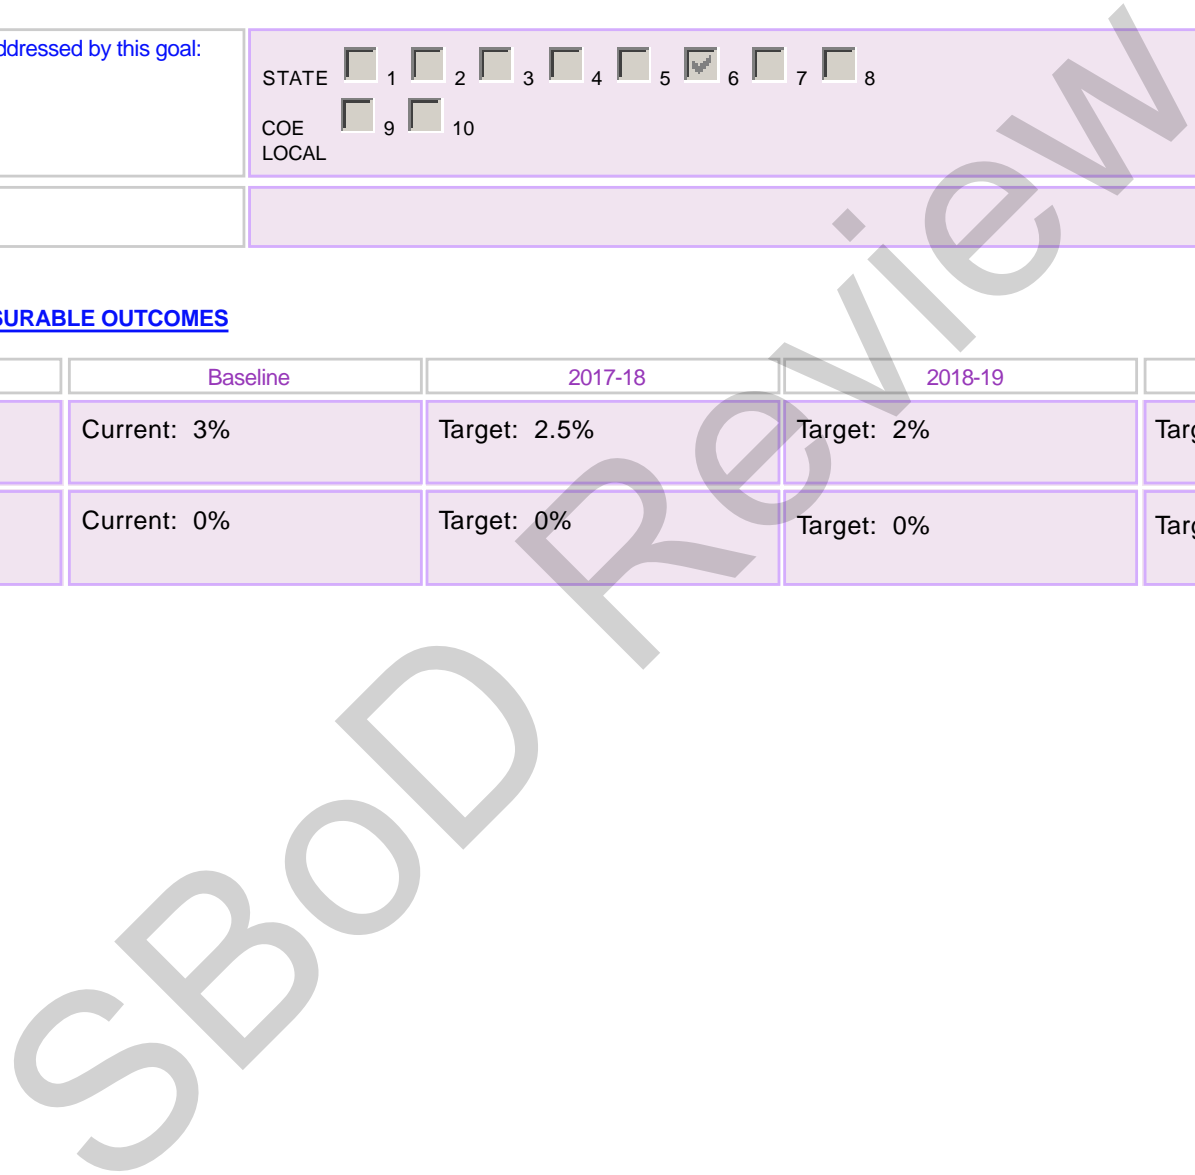 ddressed by this goal:
STATE 1 2 3 4 5 6 7 8
COE 9 10
LOCAL
SURABLE OUTCOMES
Baseline 2017-18 2018-19
Current: 3% Target: 2.5% Target: 2% Targ
Current: 0% Target: 0% Target: 0% Targ
SBoD Review